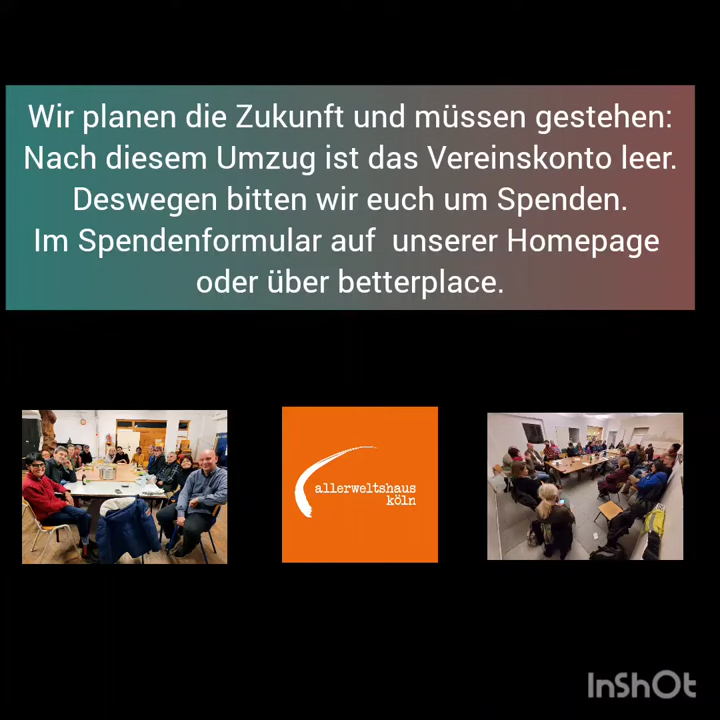 Wir planen die Zukunft und müssen gestehen:
Nach diesem Umzug ist das Vereinskonto leer.
Deswegen bitten wir euch um Spenden.
Im Spendenformular auf unserer Homepage
oder über betterplace.
allerweltshaus
köln
InShOt